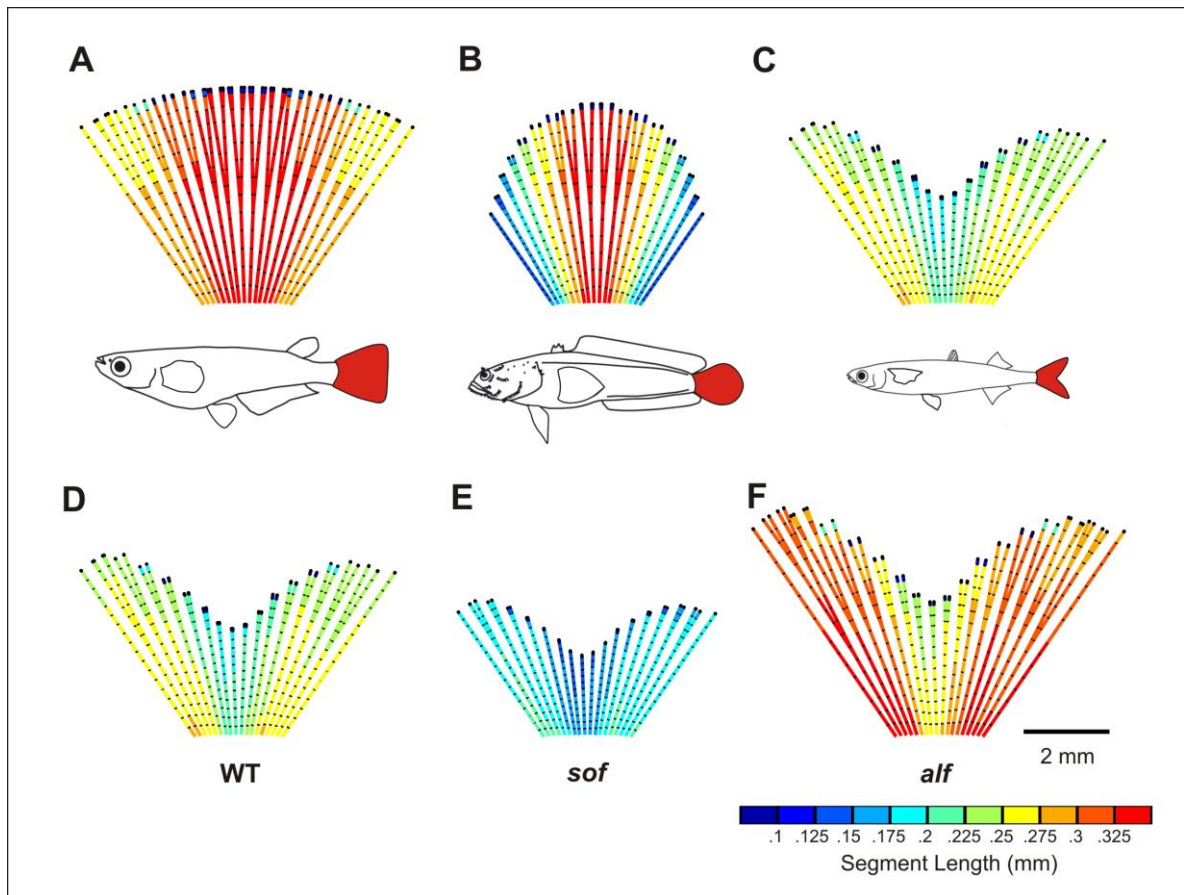 A
B
C
D
E
F
WT
sof
alf
2 mm
.1 .125 .15 .175 .2 .225 .25 .275 .3 .325
Segment Length (mm)